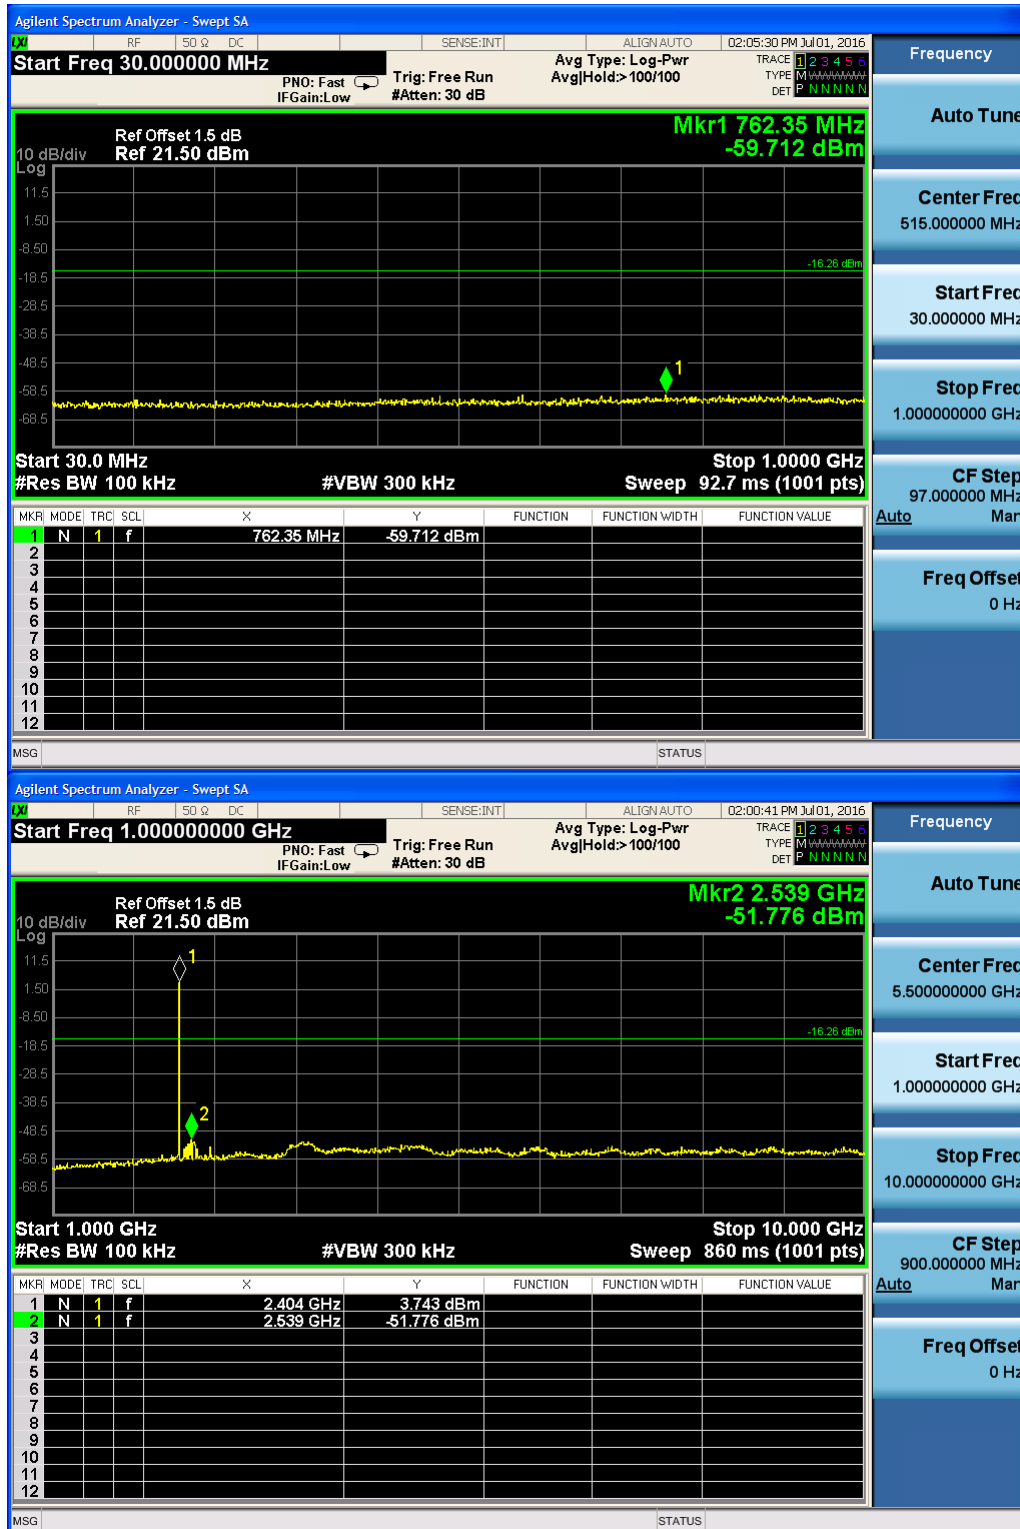 Agilent Spectrum Analyzer - Swept SA
LXI RF 50 Ω DC SENSE:INT ALIGN AUTO 02:05:30 PM Jul 01, 2016
Start Freq 30.000000 MHz
PNO: Fast
IFGain:Low
Trig: Free Run
#Atten: 30 dB
Avg Type: Log-Pwr
Avg|Hold:>100/100
TRACE 1 2 3 4 5 6
TYPE M
DET P N N N N N
Frequency
Auto Tune
Center Freq
515.000000 MHz
Start Freq
30.000000 MHz
Stop Freq
1.000000000 GHz
CF Step
97.000000 MHz
Auto Man
Freq Offset
0 Hz
Mkr1 762.35 MHz
-59.712 dBm
Ref Offset 1.5 dB
10 dB/div Ref 21.50 dBm
Log
11.5
1.50
-8.50
-16.26 dBm
-18.5
-28.5
-38.5
-48.5
1
-58.5
-68.5
Start 30.0 MHz Stop 1.0000 GHz
#Res BW 100 kHz #VBW 300 kHz Sweep 92.7 ms (1001 pts)
MKR MODE TRC SCL X Y FUNCTION FUNCTION WIDTH FUNCTION VALUE
1 N 1 f 762.35 MHz -59.712 dBm
2
3
4
5
6
7
8
9
10
11
12
MSG STATUS
Agilent Spectrum Analyzer - Swept SA
LXI RF 50 Ω DC SENSE:INT ALIGN AUTO 02:00:41 PM Jul 01, 2016
Start Freq 1.000000000 GHz
PNO: Fast
IFGain:Low
Trig: Free Run
#Atten: 30 dB
Avg Type: Log-Pwr
Avg|Hold:>100/100
TRACE 1 2 3 4 5 6
TYPE M
DET P N N N N N
Frequency
Auto Tune
Center Freq
5.500000000 GHz
Start Freq
1.000000000 GHz
Stop Freq
10.000000000 GHz
CF Step
900.000000 MHz
Auto Man
Freq Offset
0 Hz
Mkr2 2.539 GHz
-51.776 dBm
Ref Offset 1.5 dB
10 dB/div Ref 21.50 dBm
Log
1
11.5
1.50
-8.50
-16.26 dBm
-18.5
-28.5
-38.5
2
-48.5
-58.5
-68.5
Start 1.000 GHz Stop 10.000 GHz
#Res BW 100 kHz #VBW 300 kHz Sweep 860 ms (1001 pts)
MKR MODE TRC SCL X Y FUNCTION FUNCTION WIDTH FUNCTION VALUE
1 N 1 f 2.404 GHz 3.743 dBm
2 N 1 f 2.539 GHz -51.776 dBm
3
4
5
6
7
8
9
10
11
12
MSG STATUS